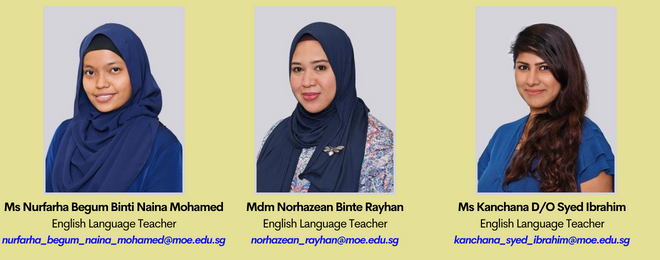 Ms Nurfarha Begum Binti Naina Mohamed
English Language Teacher
nurfarha_begum_naina_mohamed@moe.edu.sg
Mdm Norhazean Binte Rayhan
English Language Teacher
norhazean_rayhan@moe.edu.sg
Ms Kanchana D/O Syed Ibrahim
English Language Teacher
kanchana_syed_ibrahim@moe.edu.sg